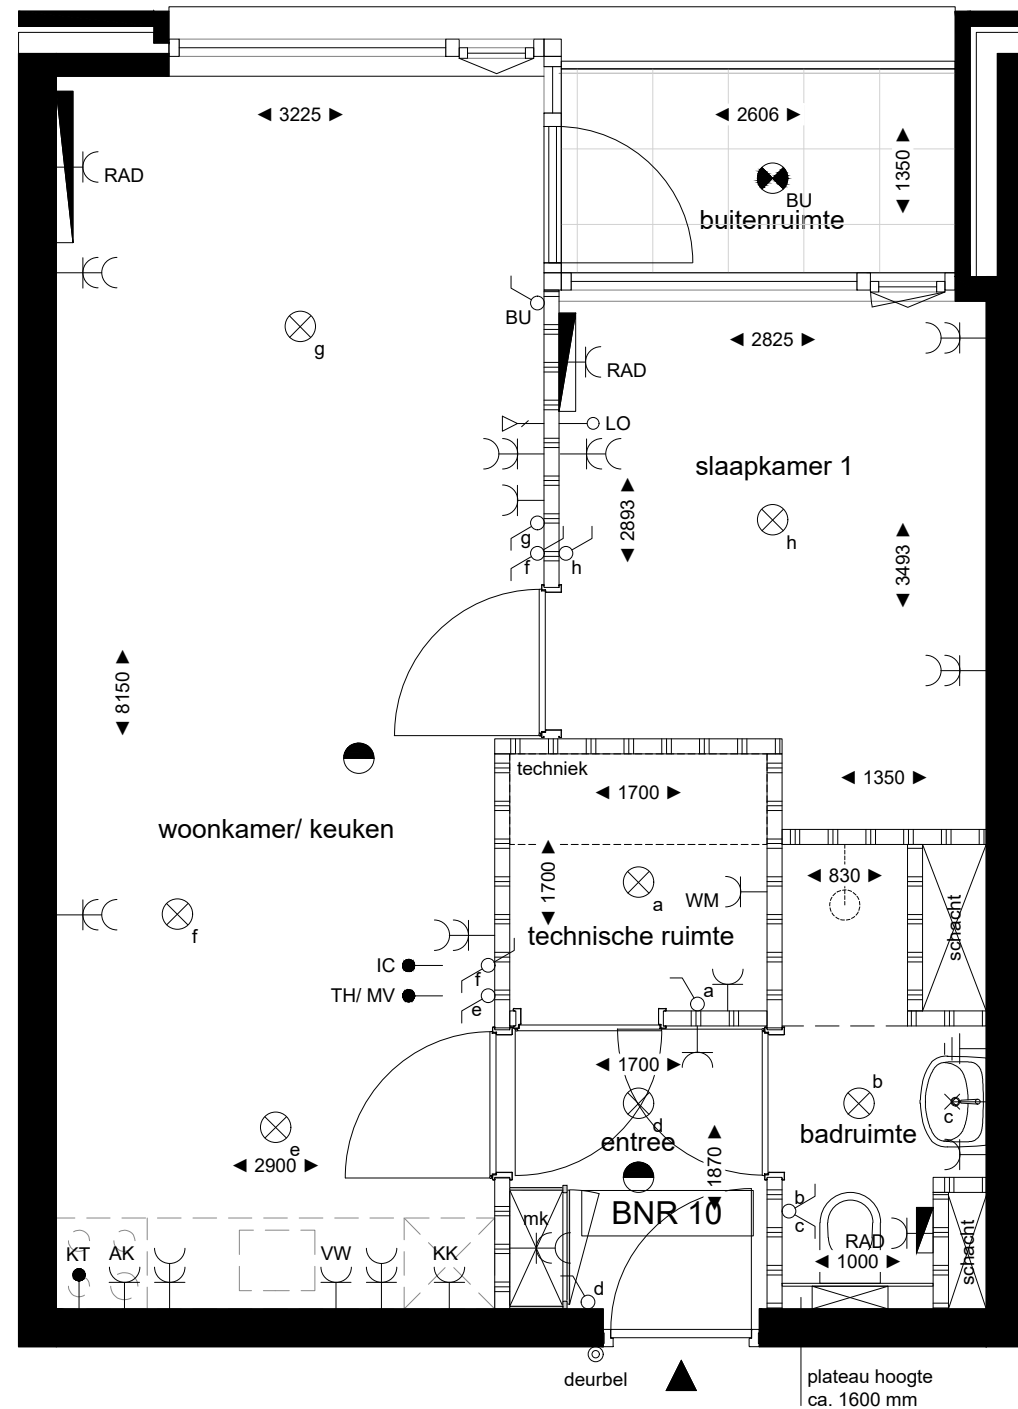 ◄ 3225 ►
◄ 2606 ►
◄ 1350 ►
RAD
BU
buitenruimte
BU
g
◄ 2825 ►
RAD
LO
slaapkamer 1
◄ 2893 ►
g
h
f
h
◄ 3493 ►
◄ 8150 ►
techniek
◄ 1700 ►
◄ 1350 ►
woonkamer/ keuken
◄ 1700 ►
a
WM
◄ 830 ►
schacht
f
technische ruimte
IC
f
TH/ MV
e
a
◄ 1700 ►
b
c
d
entree
badruimte
e
◄ 2900 ►
◄ 1870 ►
b
c
mk
BNR 10
RAD
◄ 1000 ►
schacht
KT
AK
VW
KK
d
deurbel
plateau hoogte
ca. 1600 mm